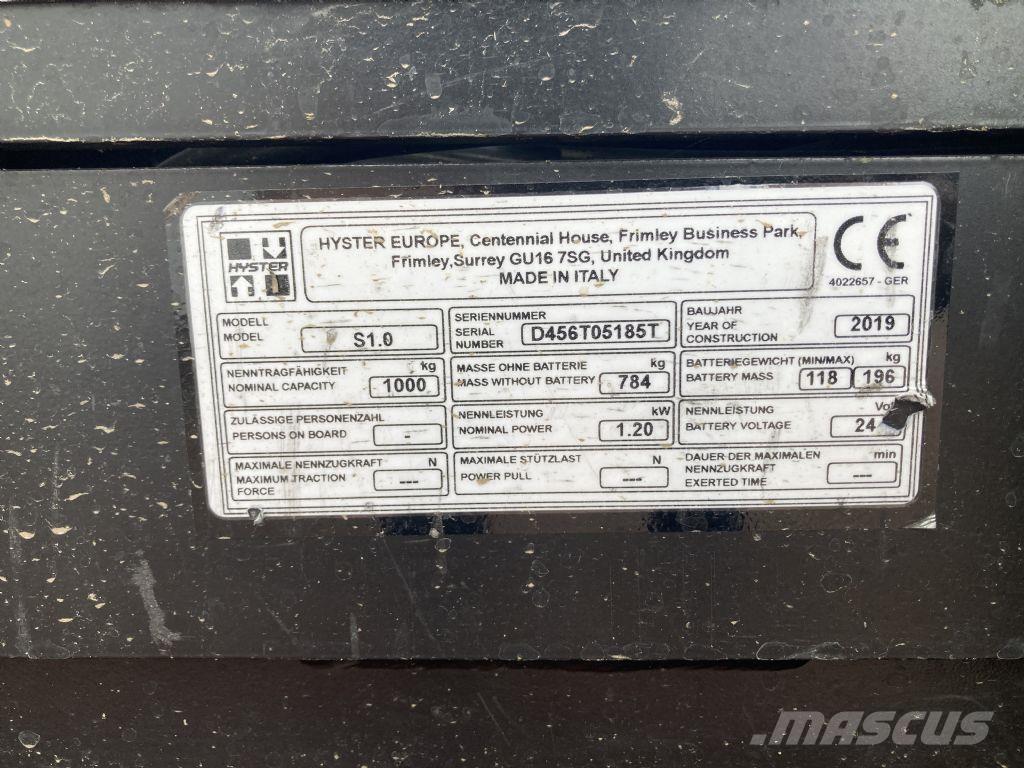 HYSTER
HYSTER EUROPE, Centennial House, Frimley Business Park,
Frimley,Surrey GU16 7SG, United Kingdom
MADE IN ITALY
CE
4022657 - GER
MODELL
MODEL
S1.0
SERIENNUMMER
SERIAL
NUMBER
D456T05185T
BAUJAHR
YEAR OF
CONSTRUCTION
2019
NENNTRAGFÄHIGKEIT kg
NOMINAL CAPACITY 1000
MASSE OHNE BATTERIE kg
MASS WITHOUT BATTERY 784
BATTERIEGEWICHT (MIN/MAX) kg
BATTERY MASS 118 196
ZULÄSSIGE PERSONENZAHL
PERSONS ON BOARD -
NENNLEISTUNG kW
NOMINAL POWER 1.20
NENNLEISTUNG
BATTERY VOLTAGE 24
MAXIMALE NENNZUGKRAFT N
MAXIMUM TRACTION ---
FORCE
MAXIMALE STÜTZLAST N
POWER PULL ---
DAUER DER MAXIMALEN min
NENNZUGKRAFT ---
EXERTED TIME
MASCUS